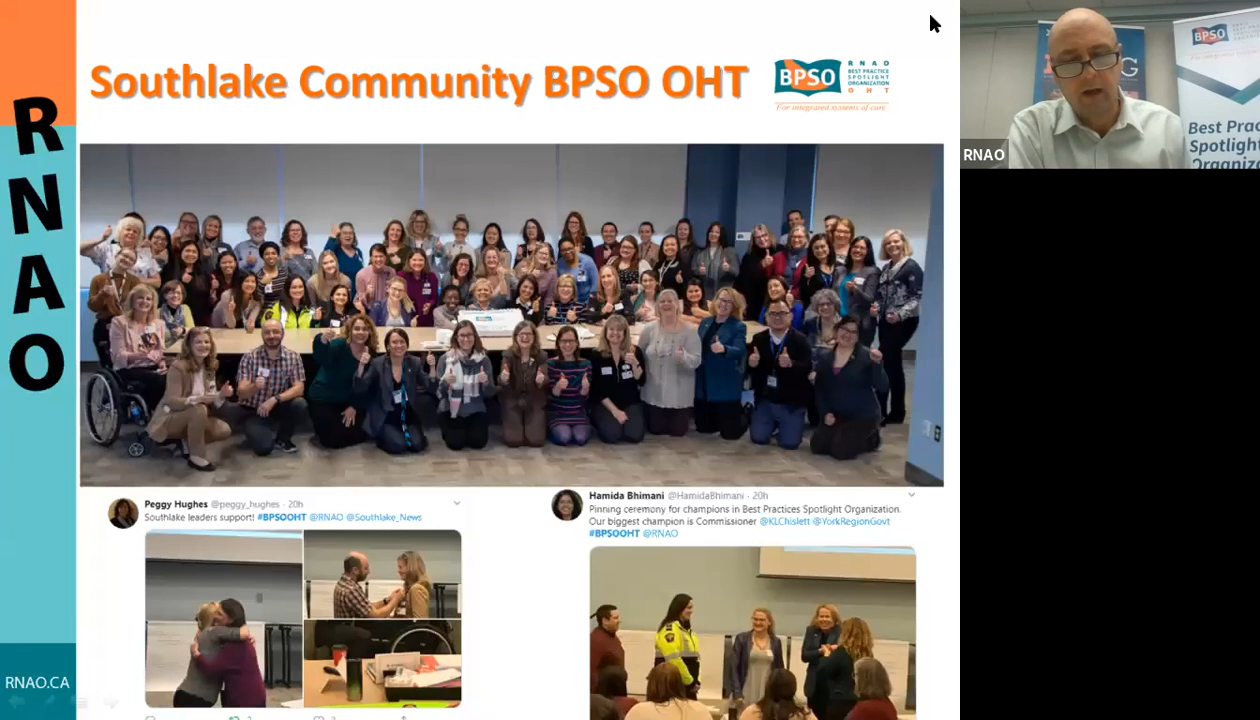 R
N
A
O
RNAO.CA
Southlake Community BPSO OHT
BPSO
RNAO
BEST PRACTICE
SPOTLIGHT
ORGANIZATION
OHT
For integrated systems of care
Peggy Hughes @peggy_hughes · 20h
Southlake leaders support! #BPSOOHT @RNAO @Southlake_News
Hamida Bhimani @HamidaBhimani · 20h
Pinning ceremony for champions in Best Practices Spotlight Organization.
Our biggest champion is Commissioner @KLChislett @YorkRegionGovt
#BPSOOHT @RNAO
BPSO
Best Prac
Spotlight
Organiza
RNAO